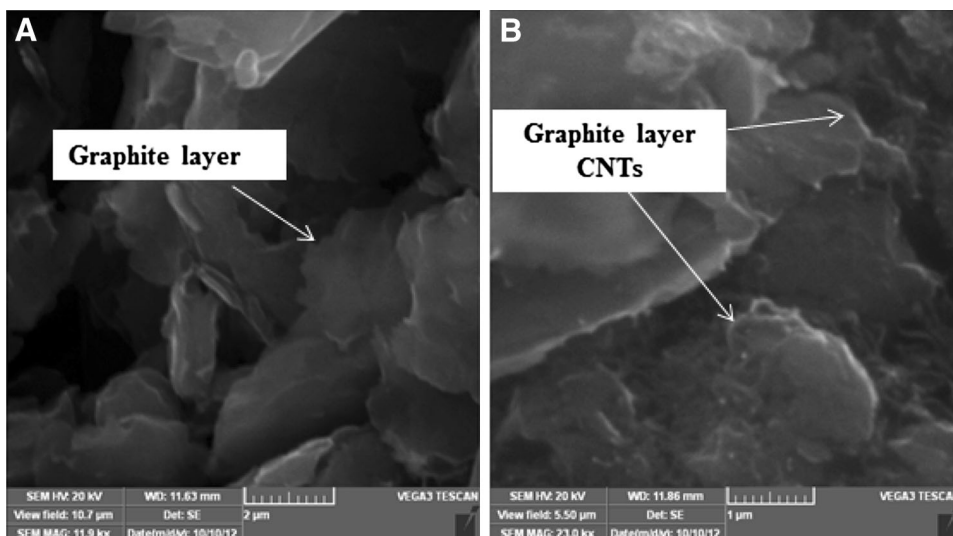 A
Graphite layer
SEM HV: 20 kV WD: 11.63 mm VEGA3 TESCAN
View field: 10.7 µm Det: SE 2 µm
SEM MAG: 11.9 kx Date(m/d/y): 10/10/12
B
Graphite layer
CNTs
SEM HV: 20 kV WD: 11.86 mm VEGA3 TESCAN
View field: 5.50 µm Det: SE 1 µm
SEM MAG: 23.0 kx Date(m/d/y): 10/10/12